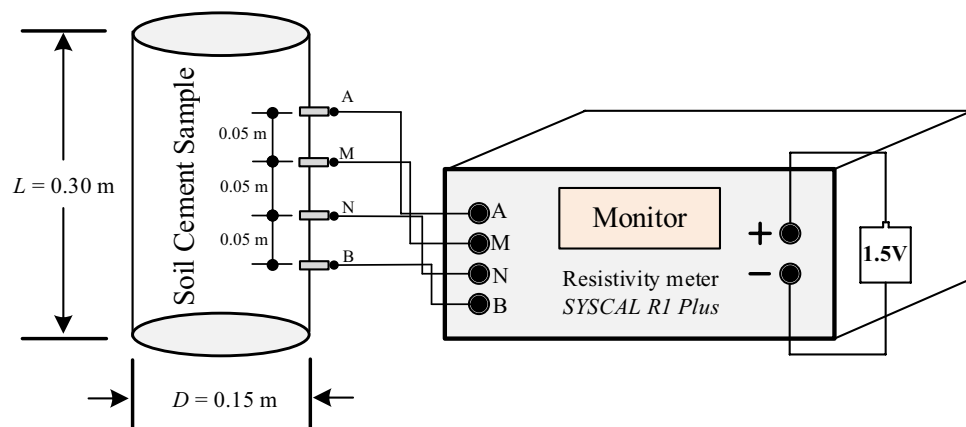 L = 0.30 m
Soil Cement Sample
0.05 m
0.05 m
0.05 m
A
M
N
B
D = 0.15 m
A
M
N
B
Monitor
Resistivity meter
SYSCAL R1 Plus
+
−
1.5V